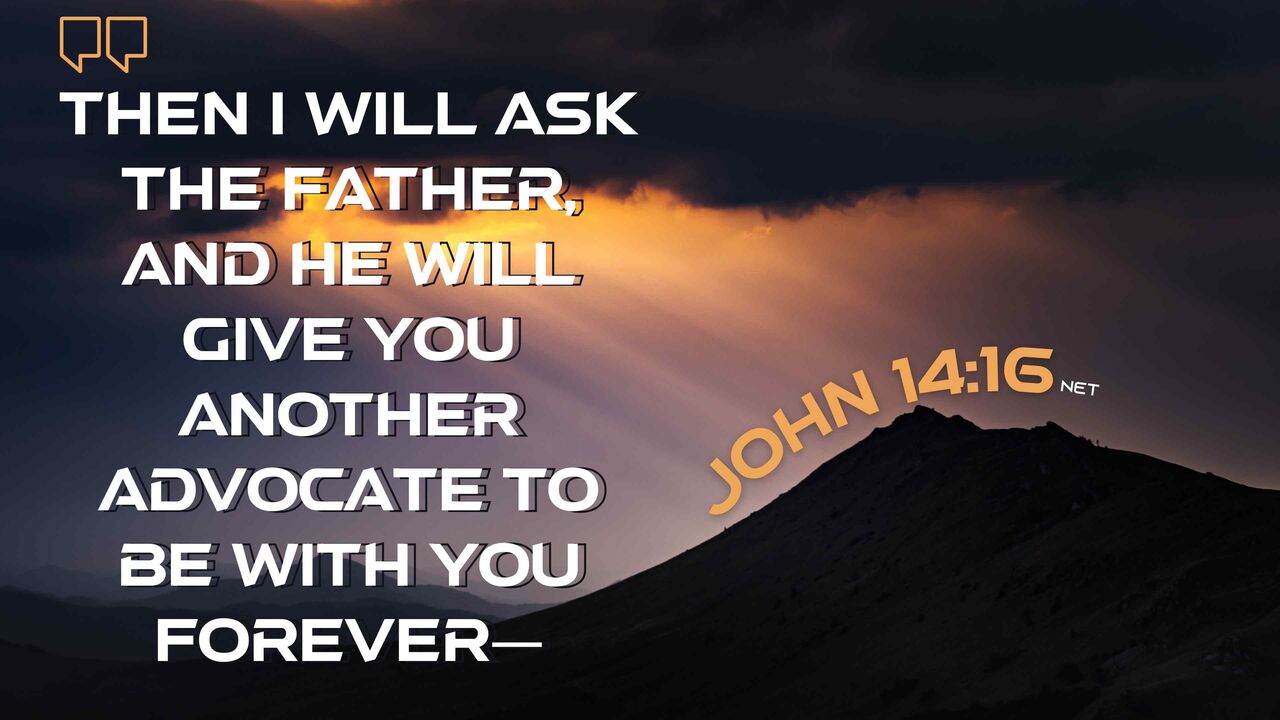 THEN I WILL ASK
THE FATHER,
AND HE WILL
GIVE YOU
ANOTHER
ADVOCATE TO
BE WITH YOU
FOREVER—
JOHN 14:16 NET